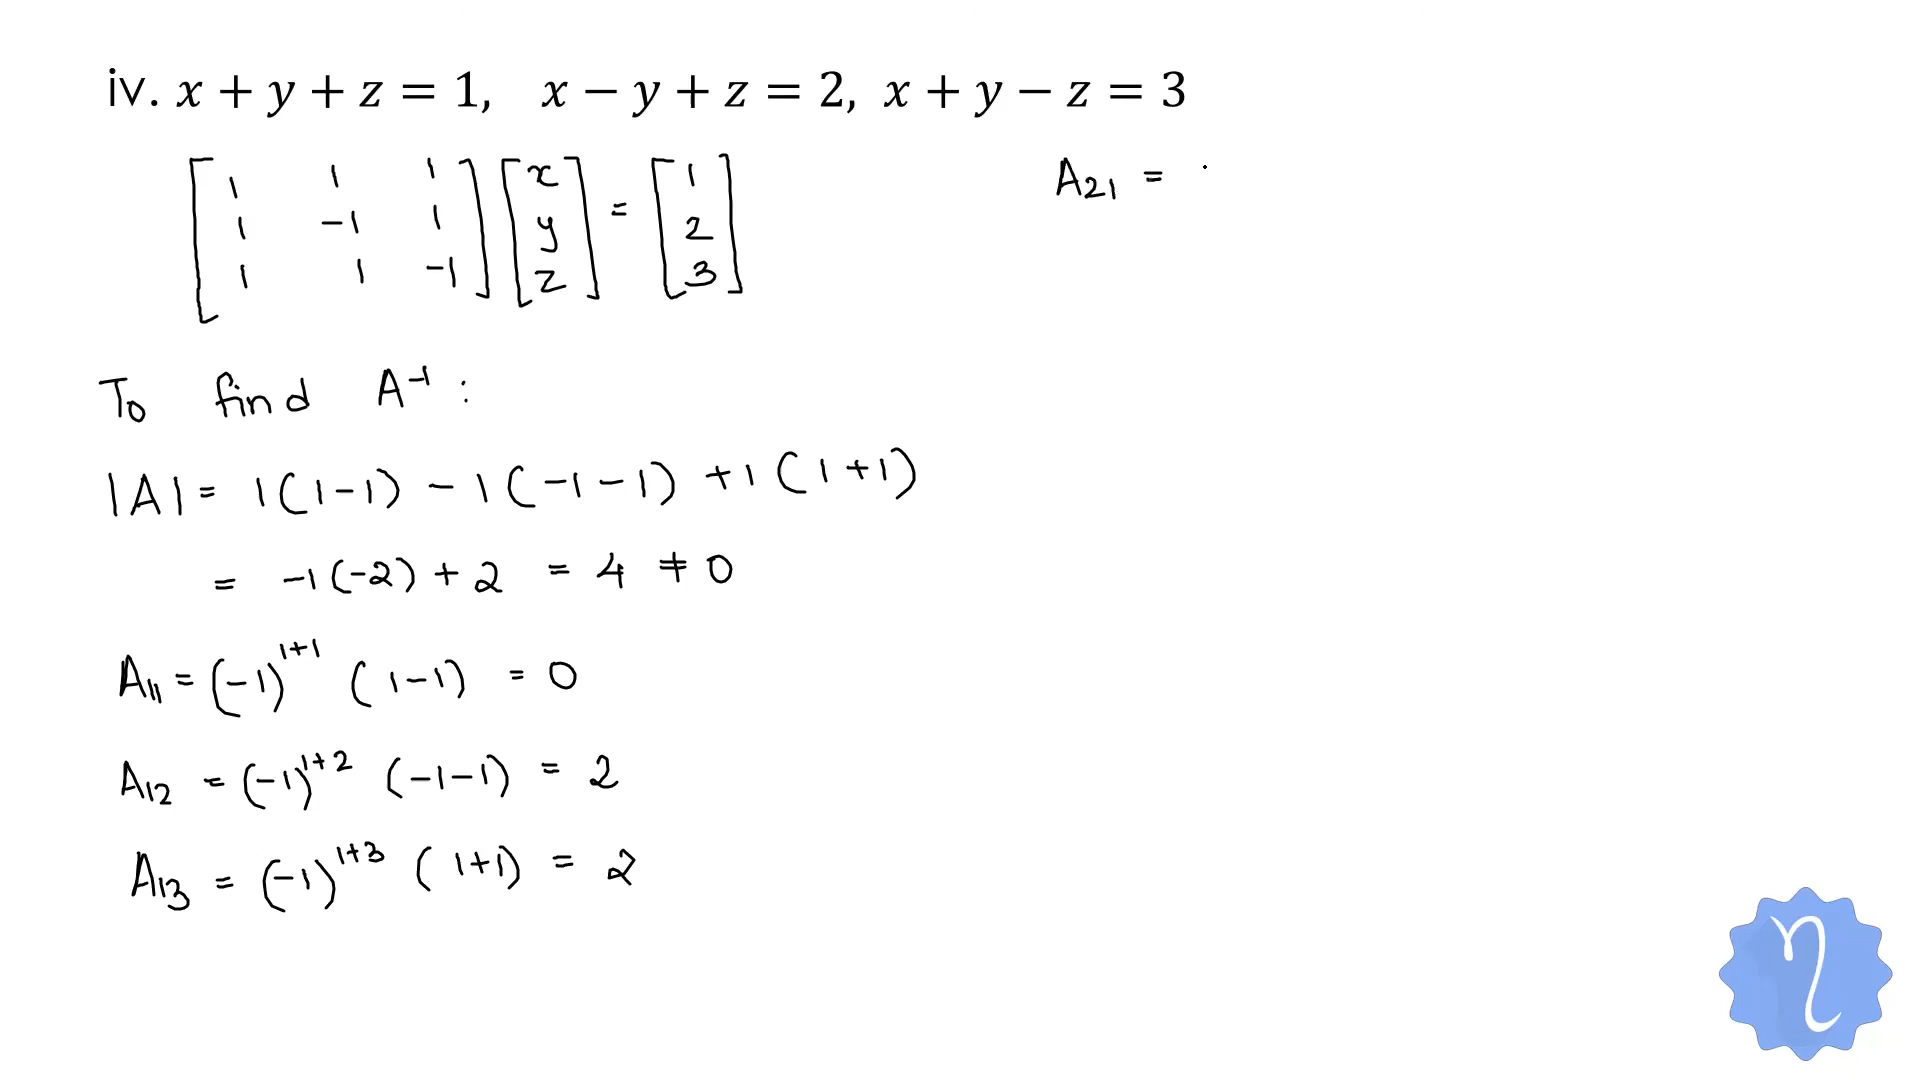 iv. x + y + z = 1,   x − y + z = 2,  x + y − z = 3
[1 1 1] [x] = [1]
[1 -1 1] [y] [2]
[1 1 -1] [z] [3]
To find A⁻¹ :
|A| = 1(1-1) - 1(-1-1) + 1(1+1)
= -1(-2) + 2 = 4 ≠ 0
A₁₁ = (-1)¹⁺¹ (1-1) = 0
A₁₂ = (-1)¹⁺² (-1-1) = 2
A₁₃ = (-1)¹⁺³ (1+1) = 2
A₂₁ =